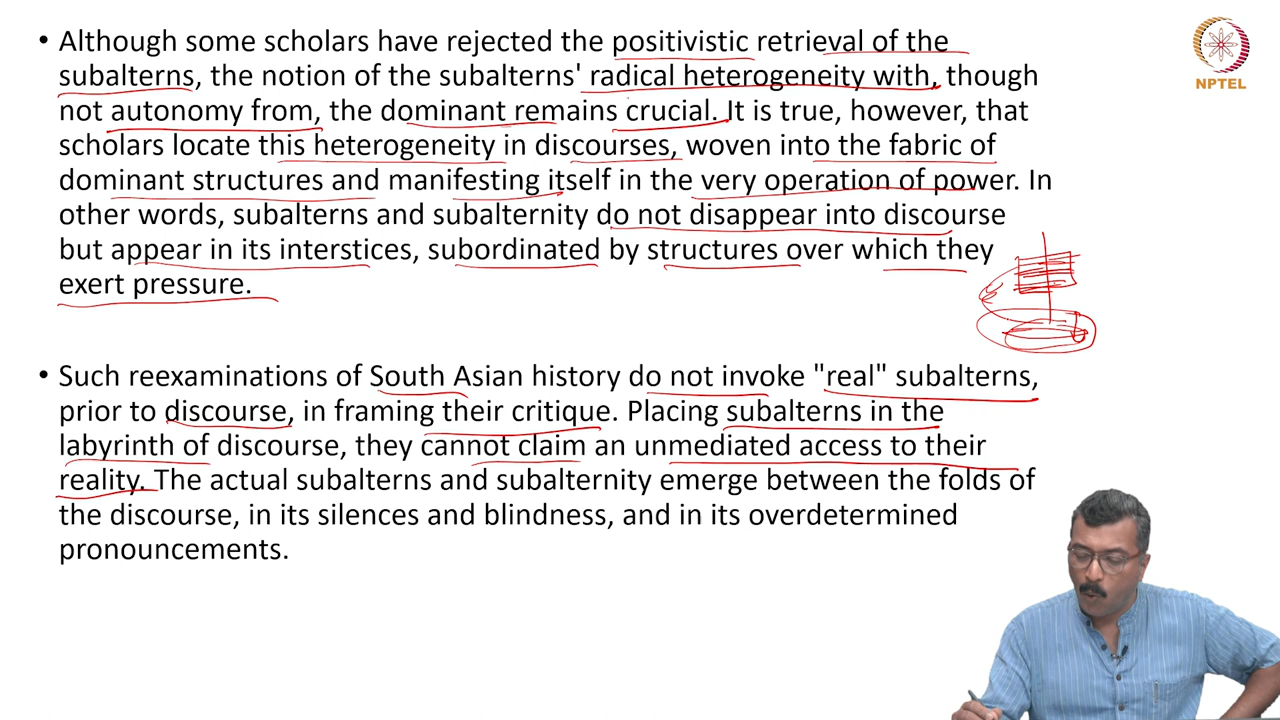 • Although some scholars have rejected the positivistic retrieval of the
subalterns, the notion of the subalterns' radical heterogeneity with, though
not autonomy from, the dominant remains crucial. It is true, however, that
scholars locate this heterogeneity in discourses, woven into the fabric of
dominant structures and manifesting itself in the very operation of power. In
other words, subalterns and subalternity do not disappear into discourse
but appear in its interstices, subordinated by structures over which they
exert pressure.
• Such reexaminations of South Asian history do not invoke "real" subalterns,
prior to discourse, in framing their critique. Placing subalterns in the
labyrinth of discourse, they cannot claim an unmediated access to their
reality. The actual subalterns and subalternity emerge between the folds of
the discourse, in its silences and blindness, and in its overdetermined
pronouncements.
NPTEL